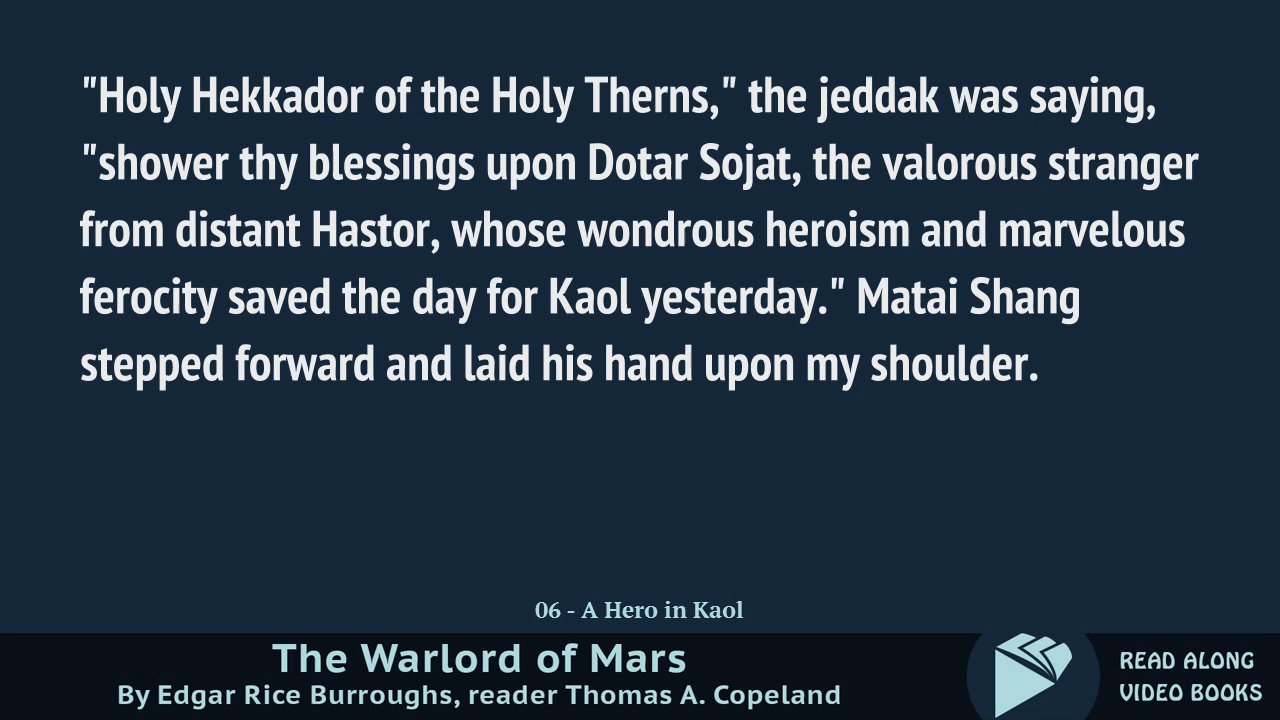 "Holy Hekkador of the Holy Therns," the jeddak was saying,
"shower thy blessings upon Dotar Sojat, the valorous stranger
from distant Hastor, whose wondrous heroism and marvelous
ferocity saved the day for Kaol yesterday." Matai Shang
stepped forward and laid his hand upon my shoulder.
06 - A Hero in Kaol
The Warlord of Mars
By Edgar Rice Burroughs, reader Thomas A. Copeland
READ ALONG
VIDEO BOOKS